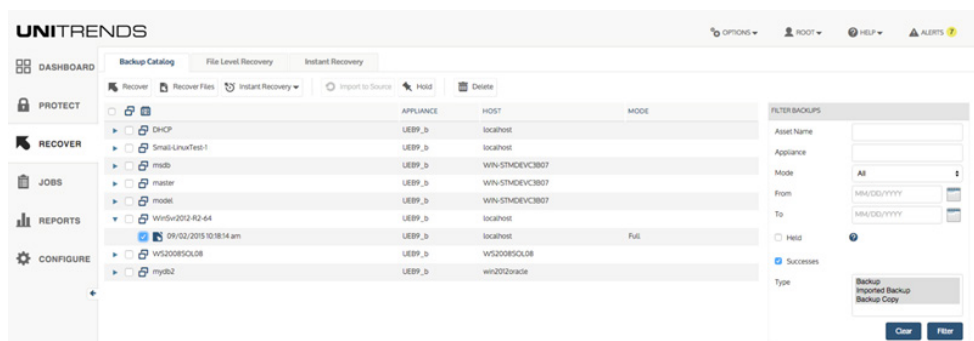 UNITRENDS
OPTIONS ROOT HELP ALERTS 7
DASHBOARD
PROTECT
RECOVER
JOBS
REPORTS
CONFIGURE
Backup Catalog File Level Recovery Instant Recovery
Recover Recover Files Instant Recovery Import to Source Hold Delete
APPLIANCE HOST MODE
DHCP UEB9_b localhost
Small-LinuxTest-1 UEB9_b localhost
msdb UEB9_b WIN-STMDEVC3B07
master UEB9_b WIN-STMDEVC3B07
model UEB9_b WIN-STMDEVC3B07
WinSvr2012-R2-64 UEB9_b localhost
09/02/2015 10:18:14 am UEB9_b localhost Full
WS2008SOL08 UEB9_b WS2008SOL08
mydb2 UEB9_b win2012oracle
FILTER BACKUPS
Asset Name
Appliance
Mode All
From MM/DD/YYYY
To MM/DD/YYYY
Held
Successes
Type Backup
Imported Backup
Backup Copy
Clear Filter